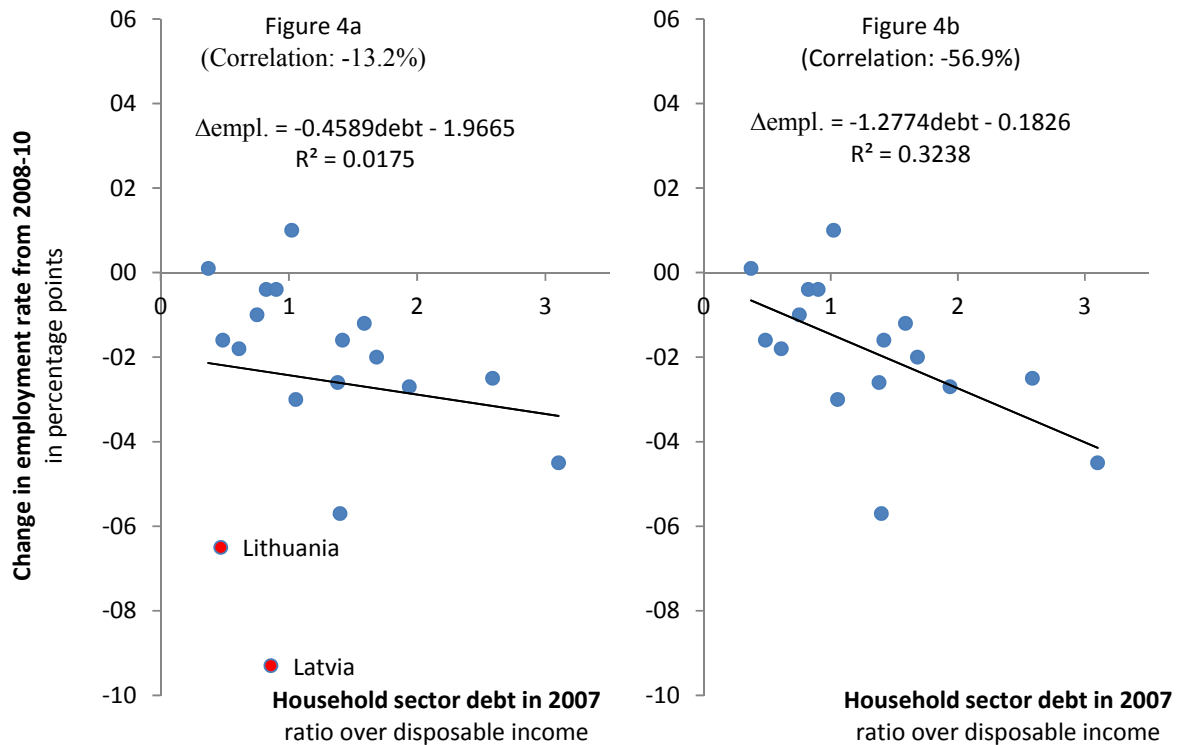 Change in employment rate from 2008-10
in percentage points
Figure 4a
(Correlation: -13.2%)
Δempl. = -0.4589debt - 1.9665
R² = 0.0175
06
04
02
00
-02
-04
-06
-08
-10
0
1
2
3
Lithuania
Latvia
Household sector debt in 2007
ratio over disposable income
Figure 4b
(Correlation: -56.9%)
Δempl. = -1.2774debt - 0.1826
R² = 0.3238
06
04
02
00
-02
-04
-06
-08
-10
0
1
2
3
Household sector debt in 2007
ratio over disposable income